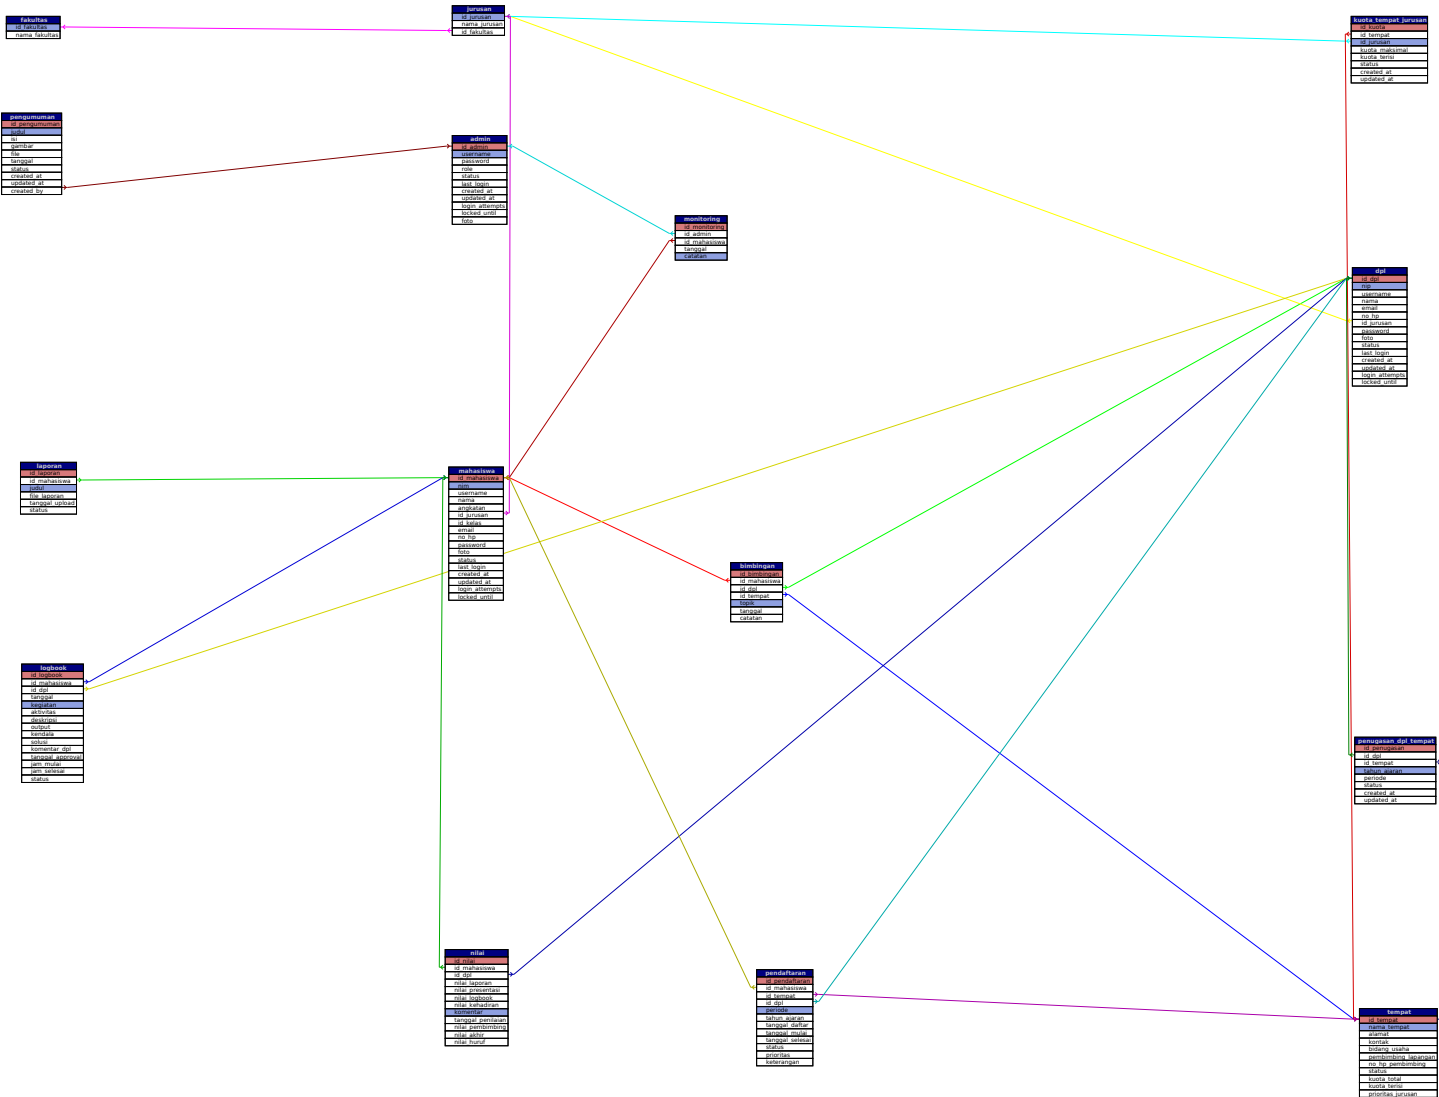 fakultas
id_fakultas
nama_fakultas
jurusan
id_jurusan
nama_jurusan
id_fakultas
kuota_tempat_jurusan
id_kuota
id_tempat
id_jurusan
kuota_maksimal
kuota_terisi
status
created_at
updated_at
pengumuman
id_pengumuman
judul
isi
gambar
file
tanggal
status
created_at
updated_at
created_by
admin
id_admin
username
password
role
status
last_login
created_at
updated_at
login_attempts
locked_until
foto
monitoring
id_monitoring
id_admin
id_mahasiswa
tanggal
catatan
dpl
id_dpl
nip
username
nama
email
no_hp
id_jurusan
password
foto
status
last_login
created_at
updated_at
login_attempts
locked_until
laporan
id_laporan
id_mahasiswa
judul
file_laporan
tanggal_upload
status
mahasiswa
id_mahasiswa
nim
username
nama
angkatan
id_jurusan
id_kelas
email
no_hp
password
foto
status
last_login
created_at
updated_at
login_attempts
locked_until
bimbingan
id_bimbingan
id_mahasiswa
id_dpl
id_tempat
topik
tanggal
catatan
logbook
id_logbook
id_mahasiswa
id_dpl
tanggal
kegiatan
aktivitas
deskripsi
output
kendala
solusi
komentar_dpl
tanggal_approval
jam_mulai
jam_selesai
status
penugasan_dpl_tempat
id_penugasan
id_dpl
id_tempat
tahun_ajaran
periode
status
created_at
updated_at
nilai
id_nilai
id_mahasiswa
id_dpl
nilai_laporan
nilai_presentasi
nilai_logbook
nilai_kehadiran
komentar
tanggal_penilaian
nilai_pembimbing
nilai_akhir
nilai_huruf
pendaftaran
id_pendaftaran
id_mahasiswa
id_tempat
id_dpl
periode
tahun_ajaran
tanggal_daftar
tanggal_mulai
tanggal_selesai
status
prioritas
keterangan
tempat
id_tempat
nama_tempat
alamat
kontak
bidang_usaha
pembimbing_lapangan
no_hp_pembimbing
status
kuota_total
kuota_terisi
prioritas_jurusan